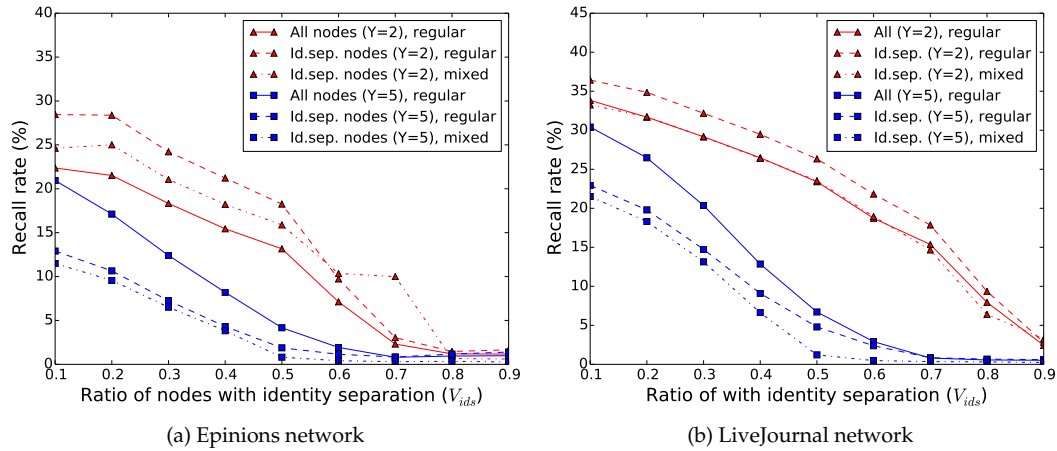 40
35
30
25
20
15
10
5
0
Recall rate (%)
All nodes (Y=2), regular
Id.sep. nodes (Y=2), regular
Id.sep. nodes (Y=2), mixed
All nodes (Y=5), regular
Id.sep. nodes (Y=5), regular
Id.sep. nodes (Y=5), mixed
0.1 0.2 0.3 0.4 0.5 0.6 0.7 0.8 0.9
Ratio of nodes with identity separation (V_ids)
(a) Epinions network
45
40
35
30
25
20
15
10
5
0
Recall rate (%)
All (Y=2), regular
Id.sep. (Y=2), regular
Id.sep. (Y=2), mixed
All (Y=5), regular
Id.sep. (Y=5), regular
Id.sep. (Y=5), mixed
0.1 0.2 0.3 0.4 0.5 0.6 0.7 0.8 0.9
Ratio of with identity separation (V_ids)
(b) LiveJournal network